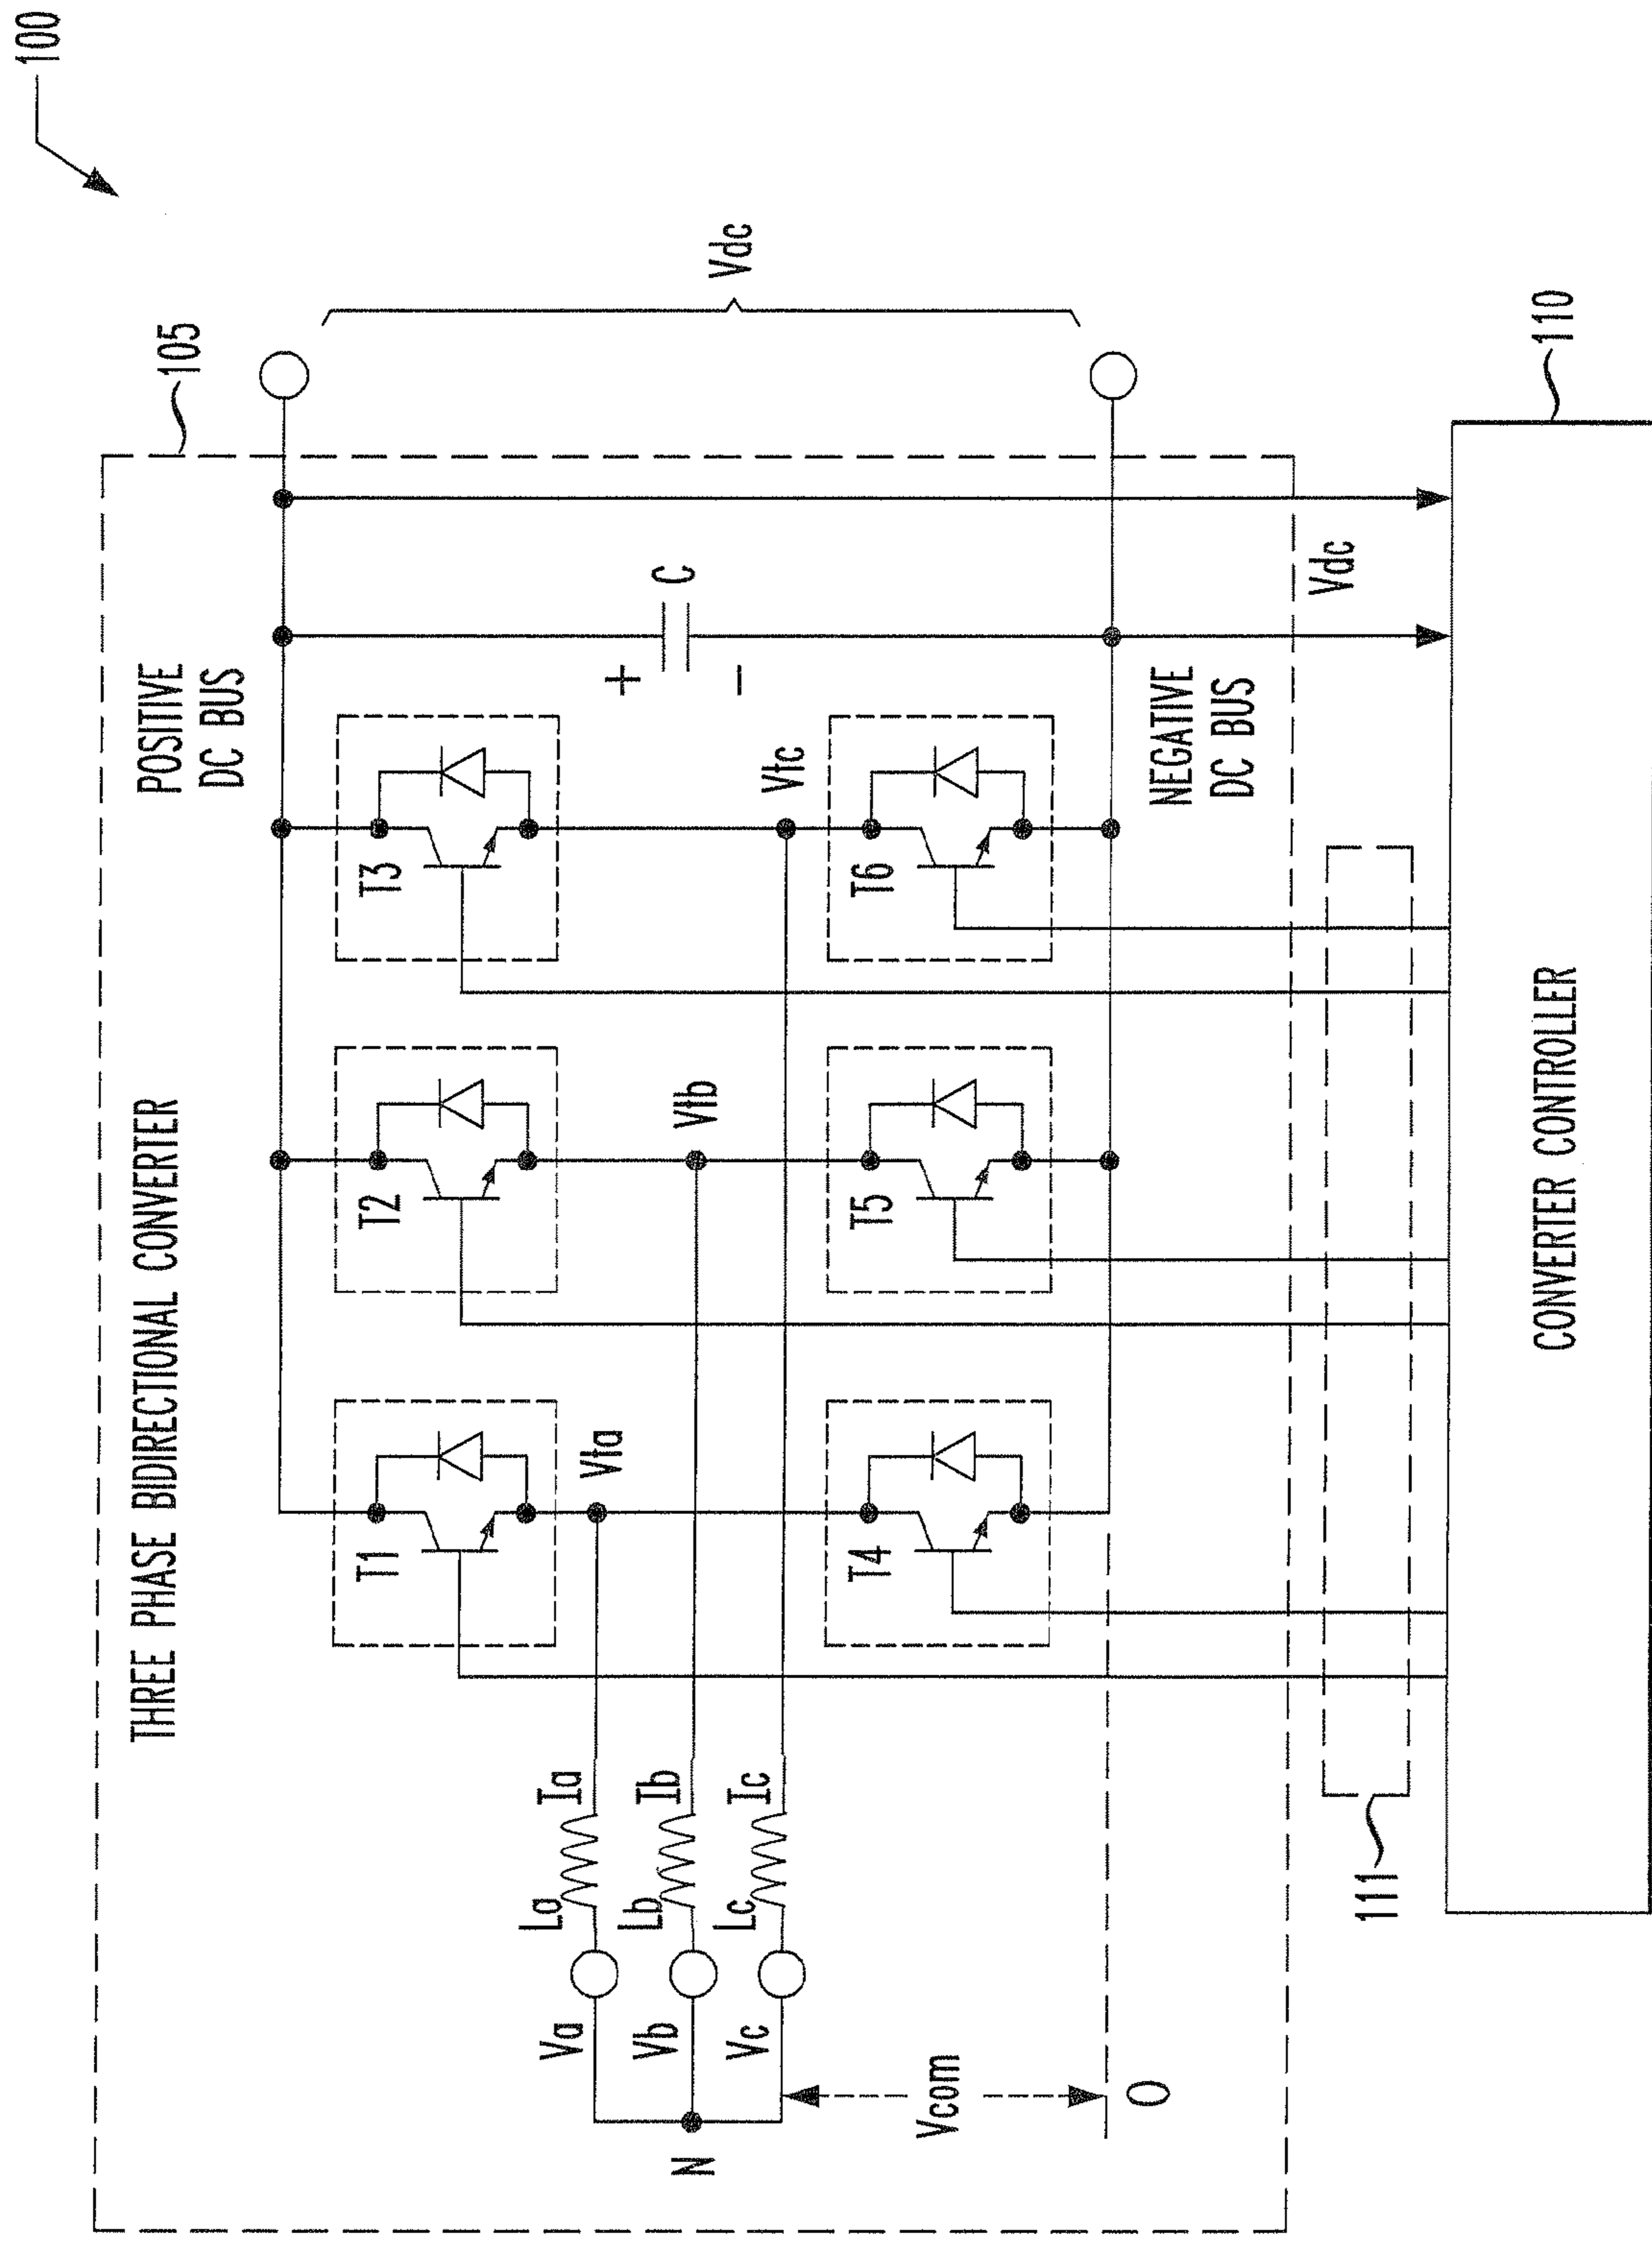 100
105
THREE PHASE BIDIRECTIONAL CONVERTER
POSITIVE
DC BUS
T1
T2
T3
Vdc
+
C
−
Vta
Vtb
Vtc
La
Ia
Lb
Ib
Lc
Ic
Va
Vb
Vc
N
T4
T5
T6
Vcom
O
NEGATIVE
DC BUS
Vdc
111
110
CONVERTER CONTROLLER